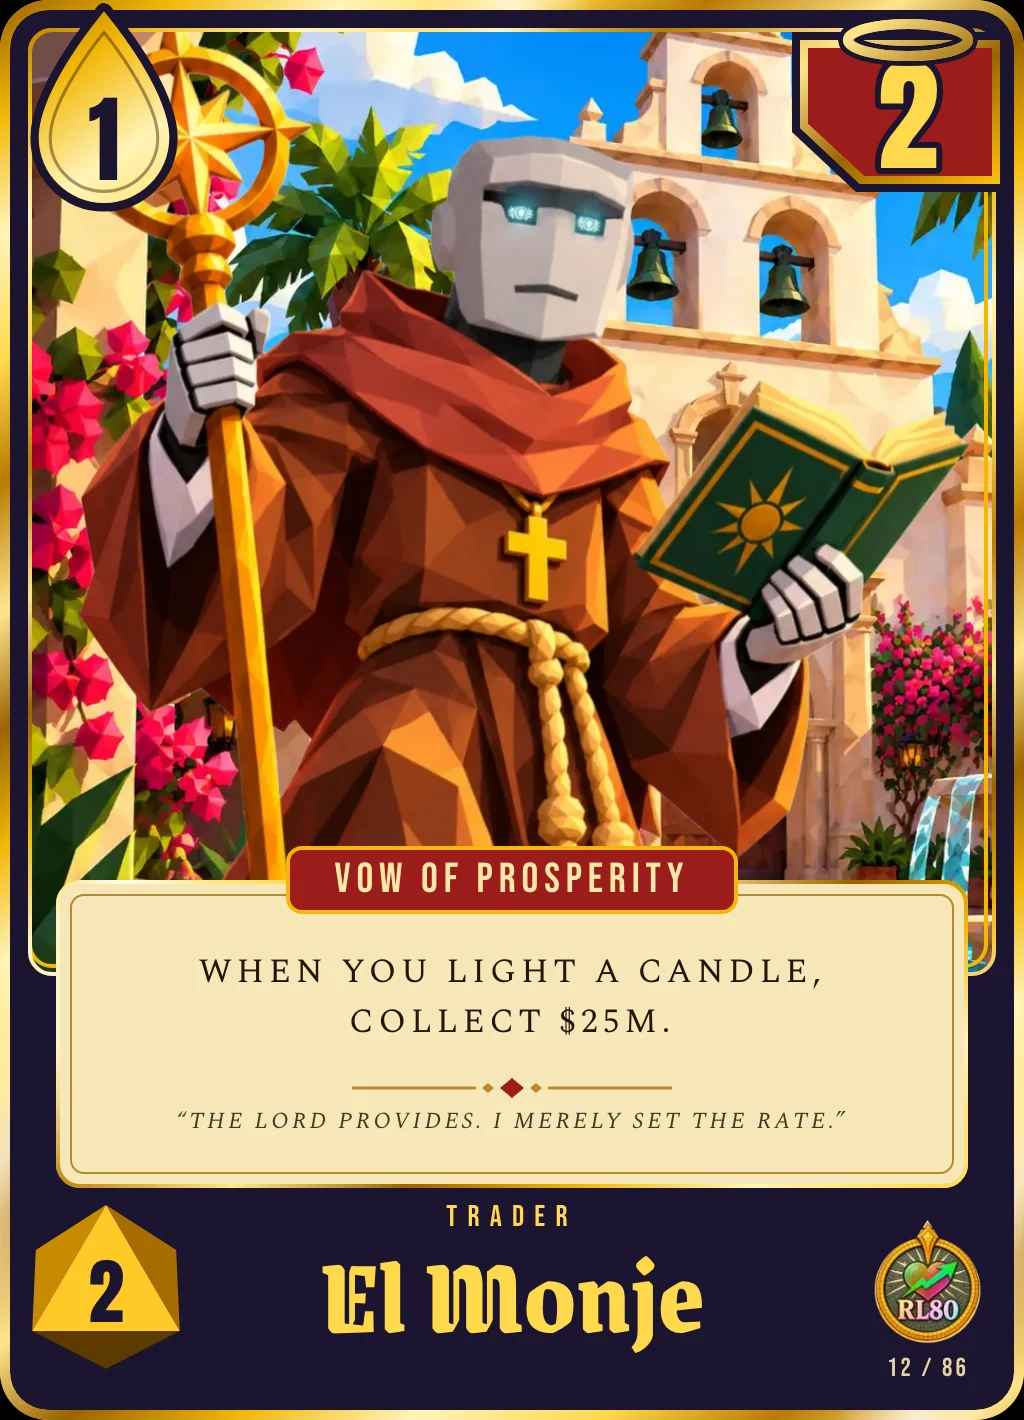 1
2
VOW OF PROSPERITY
WHEN YOU LIGHT A CANDLE,
COLLECT $25M.
“THE LORD PROVIDES. I MERELY SET THE RATE.”
TRADER
2
El Monje
RL80
12 / 86